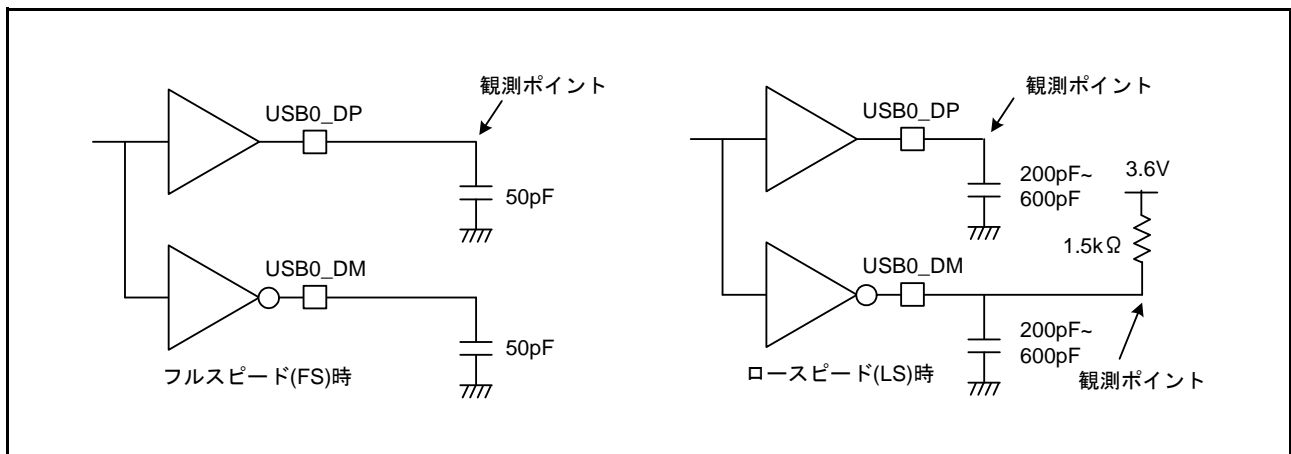 観測ポイント
USB0_DP
50pF
USB0_DM
50pF
フルスピード(FS)時
観測ポイント
USB0_DP
200pF~
600pF
3.6V
1.5kΩ
USB0_DM
200pF~
600pF
ロースピード(LS)時
観測ポイント